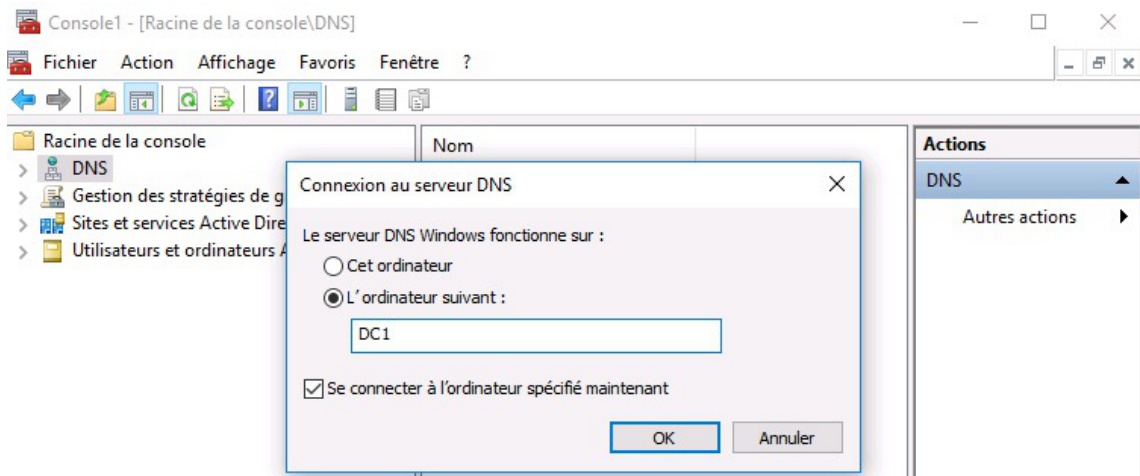 Console1 - [Racine de la console\DNS]
Fichier Action Affichage Favoris Fenêtre ?
Racine de la console
DNS
Gestion des stratégies de g
Sites et services Active Dire
Utilisateurs et ordinateurs A
Nom
Connexion au serveur DNS
Le serveur DNS Windows fonctionne sur :
Cet ordinateur
L'ordinateur suivant :
DC1
Se connecter à l'ordinateur spécifié maintenant
OK Annuler
Actions
DNS
Autres actions